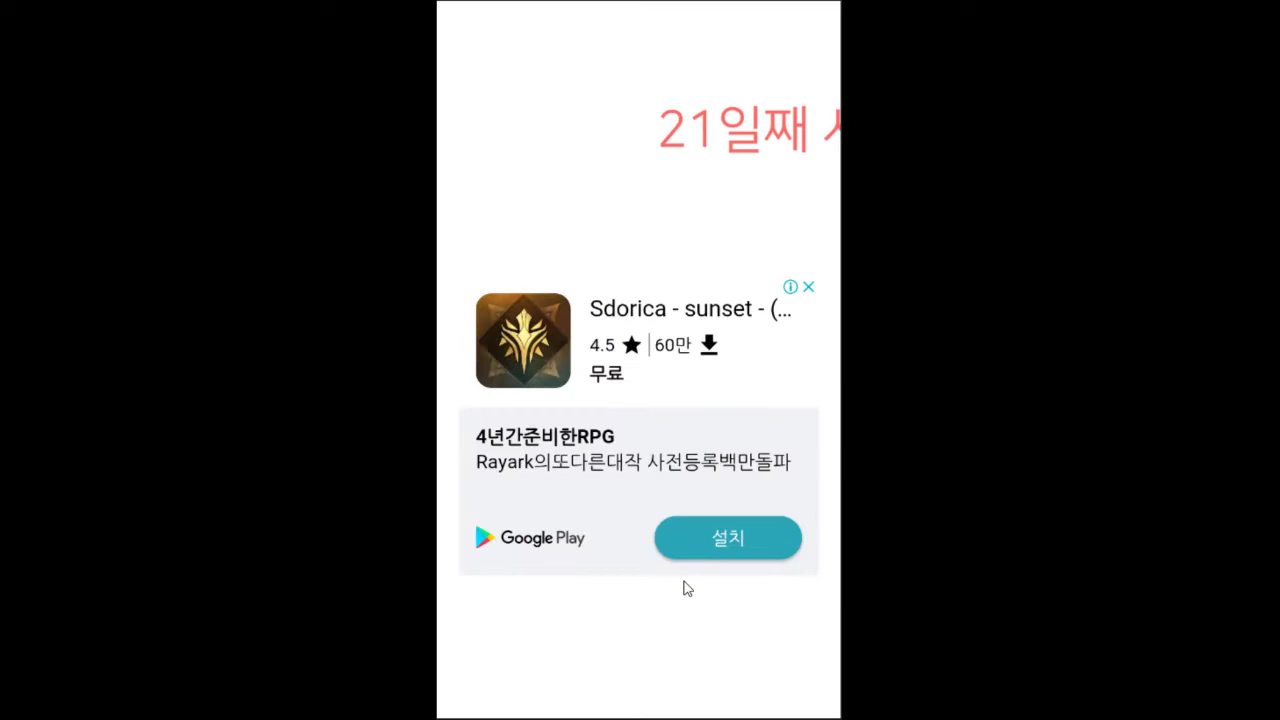 21일째
Sdorica - sunset - (...
4.5 60만
무료
4년간준비한RPG
Rayark의또다른대작 사전등록백만돌파
Google Play
설치